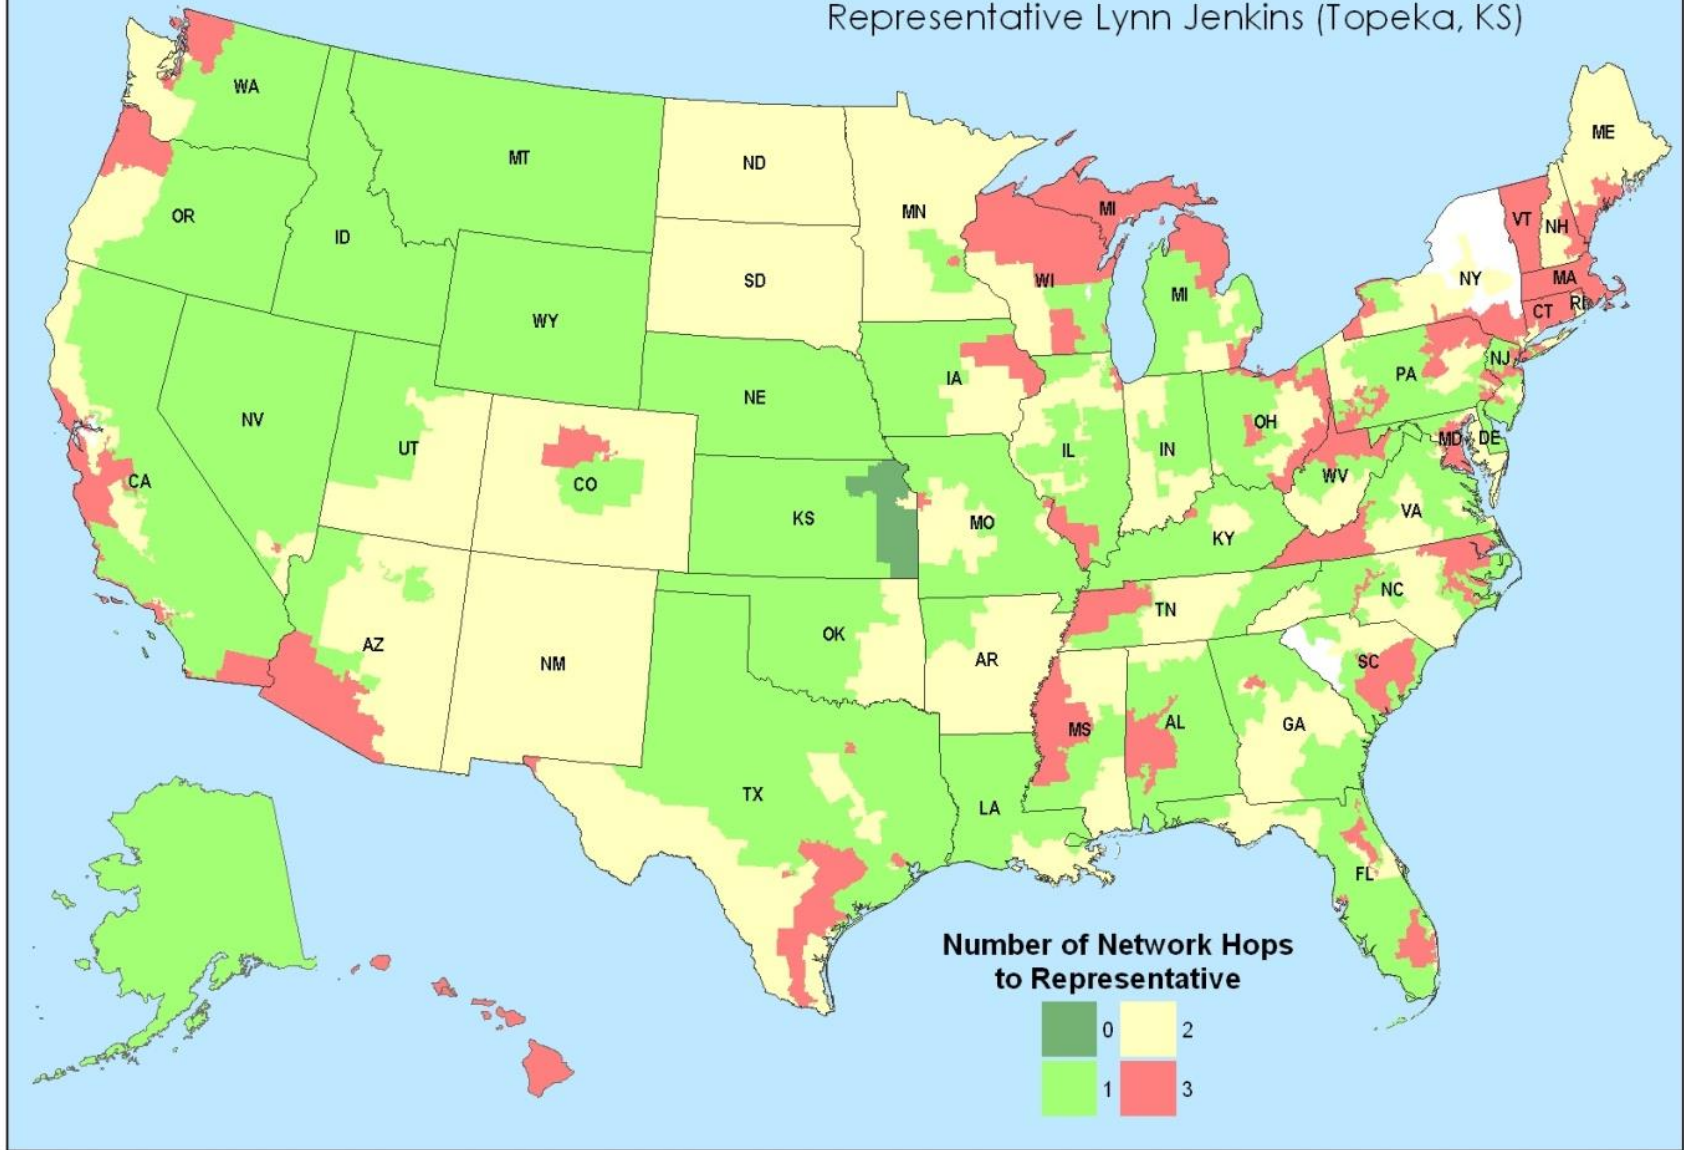 Representative Lynn Jenkins (Topeka, KS)
WA
MT
ND
MN
ME
OR
ID
SD
WI
MI
MI
VT
NH
NY
MA
CT
RI
WY
NE
IA
PA
NJ
NV
UT
CO
CA
KS
MO
IL
IN
OH
WV
MD
DE
VA
KY
NC
TN
AZ
NM
OK
AR
SC
MS
AL
GA
TX
LA
FL
Number of Network Hops
to Representative
0 2
1 3